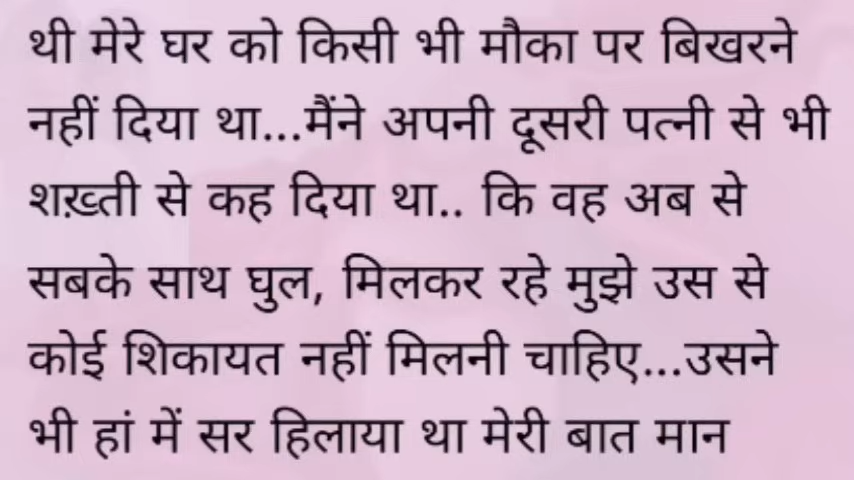 थी मेरे घर को किसी भी मौका पर बिखरने
नहीं दिया था...मैंने अपनी दूसरी पत्नी से भी
शख़्ती से कह दिया था.. कि वह अब से
सबके साथ घुल, मिलकर रहे मुझे उस से
कोई शिकायत नहीं मिलनी चाहिए...उसने
भी हां में सर हिलाया था मेरी बात मान